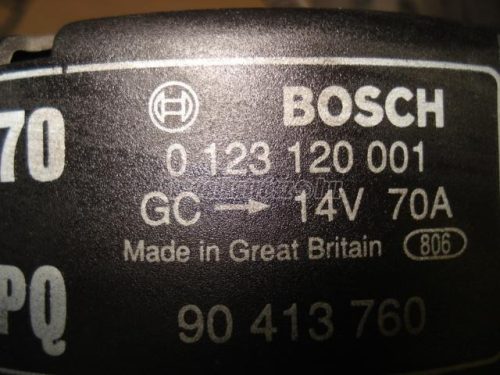 BOSCH
70
0 123 120 001
GC → 14V 70A
Made in Great Britain 806
PQ
90 413 760